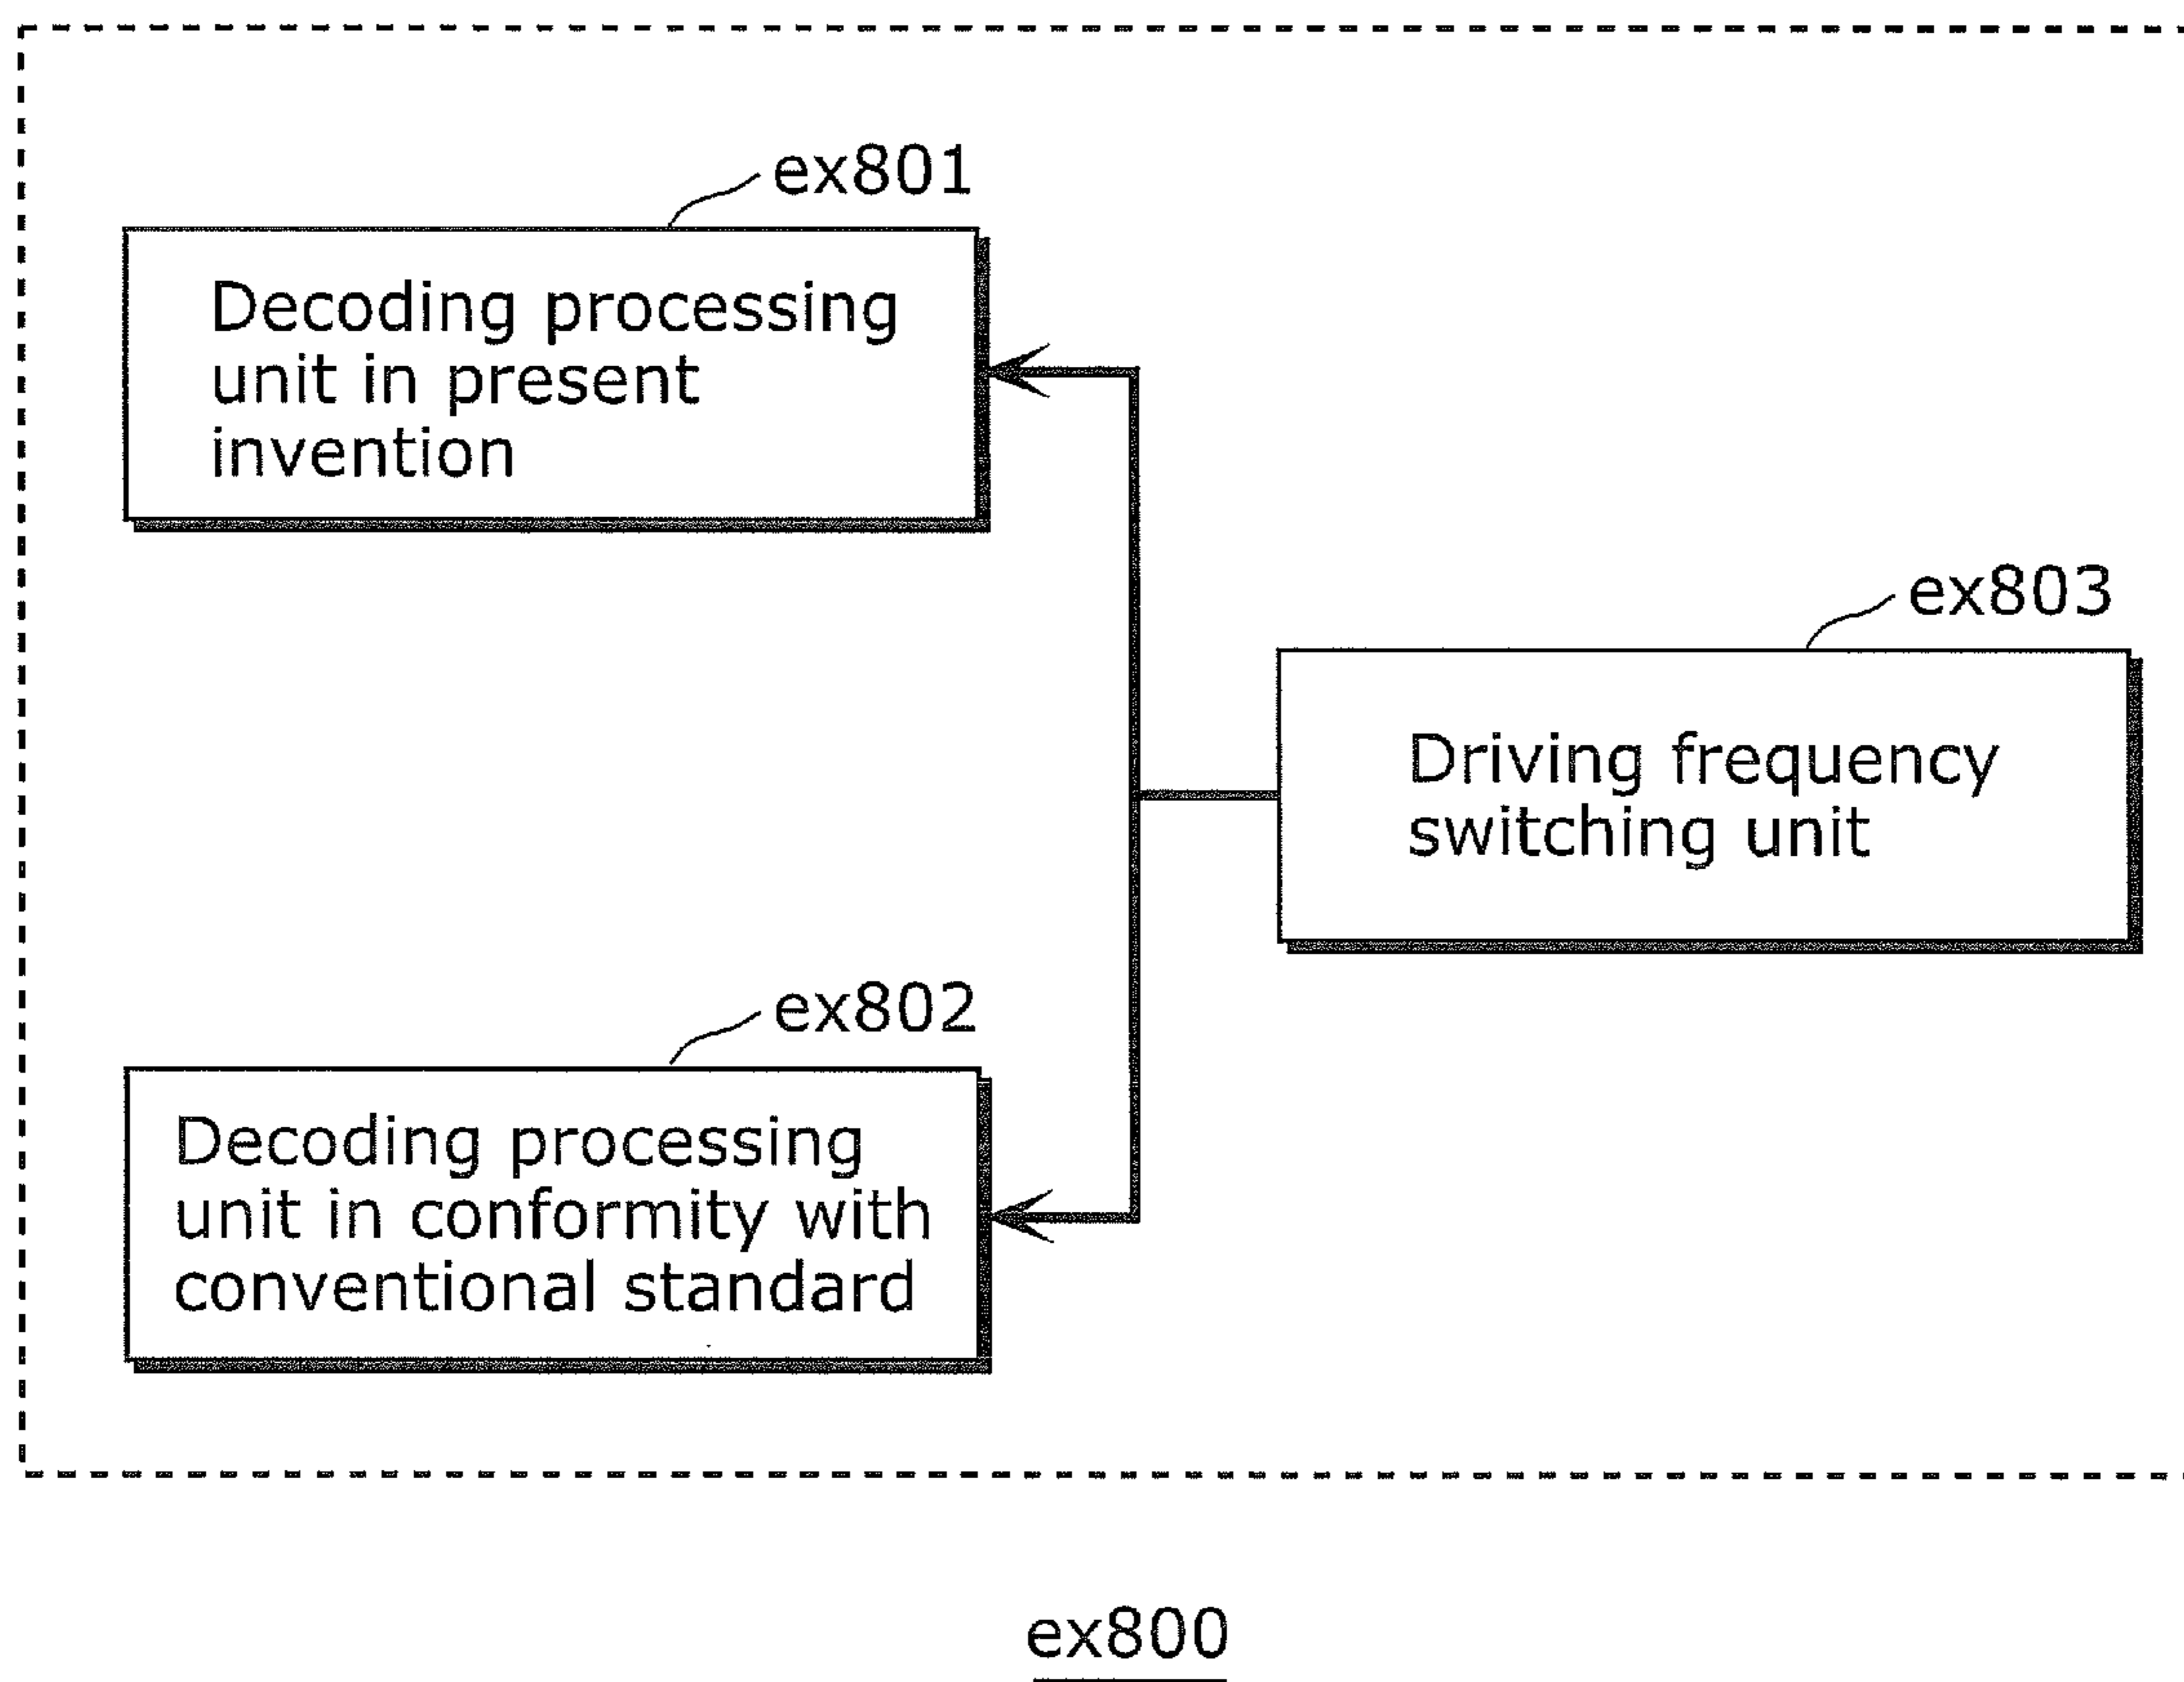 ex801
Decoding processing
unit in present
invention
ex803
Driving frequency
switching unit
ex802
Decoding processing
unit in conformity with
conventional standard
ex800